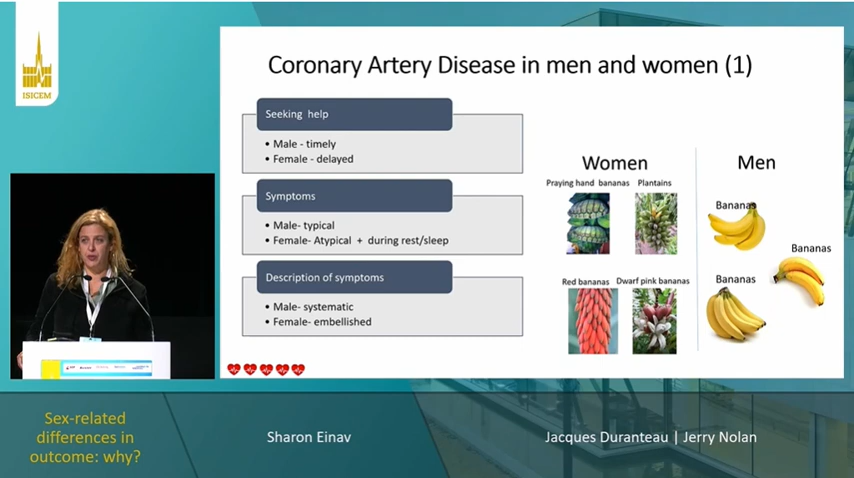 ISICEM
Coronary Artery Disease in men and women (1)
Seeking help
• Male - timely
• Female - delayed
Symptoms
• Male- typical
• Female- Atypical + during rest/sleep
Description of symptoms
• Male- systematic
• Female- embellished
Women
Praying hand bananas
Plantains
Red bananas
Dwarf pink bananas
Men
Bananas
Bananas
Bananas
Sex-related
differences in
outcome: why?
Sharon Einav
Jacques Duranteau | Jerry Nolan